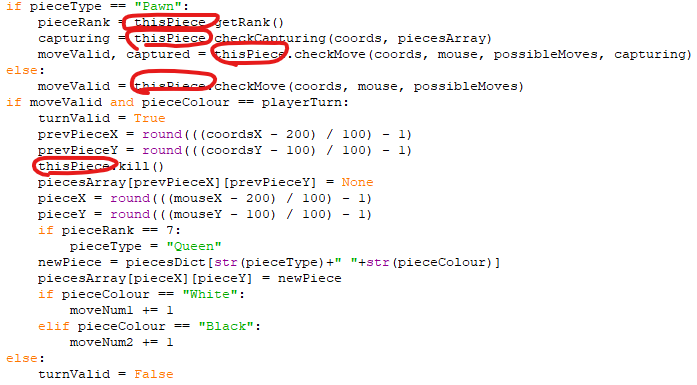 if pieceType == "Pawn":
    pieceRank = thisPiece.getRank()
    capturing = thisPiece.checkCapturing(coords, piecesArray)
    moveValid, captured = thisPiece.checkMove(coords, mouse, possibleMoves, capturing)
else:
    moveValid = thisPiece.checkMove(coords, mouse, possibleMoves)
if moveValid and pieceColour == playerTurn:
    turnValid = True
    prevPieceX = round(((coordsX - 200) / 100) - 1)
    prevPieceY = round(((coordsY - 100) / 100) - 1)
    thisPiece.kill()
    piecesArray[prevPieceX][prevPieceY] = None
    pieceX = round(((mouseX - 200) / 100) - 1)
    pieceY = round(((mouseY - 100) / 100) - 1)
    if pieceRank == 7:
        pieceType = "Queen"
    newPiece = piecesDict[str(pieceType)+" "+str(pieceColour)]
    piecesArray[pieceX][pieceY] = newPiece
    if pieceColour == "White":
        moveNum1 += 1
    elif pieceColour == "Black":
        moveNum2 += 1
else:
    turnValid = False